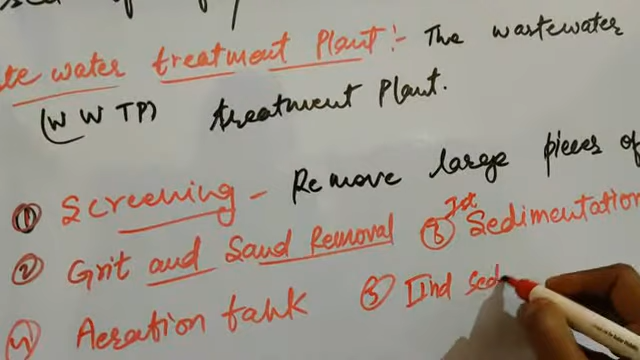 te water treatment Plant :- The wastewater
(WWTP) treatment Plant.
① Screening - Remove large pieces of
② Grit and Sand Removal ③ Ist Sedimentation
④ Aeration tank ⑤ IInd sed